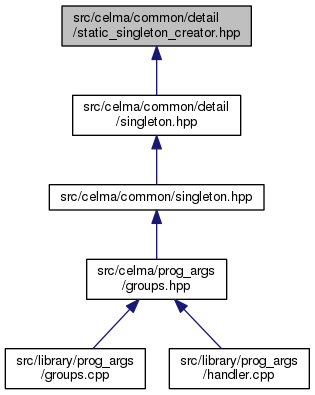 src/celma/common/detail
/static_singleton_creator.hpp
src/celma/common/detail
/singleton.hpp
src/celma/common/singleton.hpp
src/celma/prog_args
/groups.hpp
src/library/prog_args
/groups.cpp
src/library/prog_args
/handler.cpp